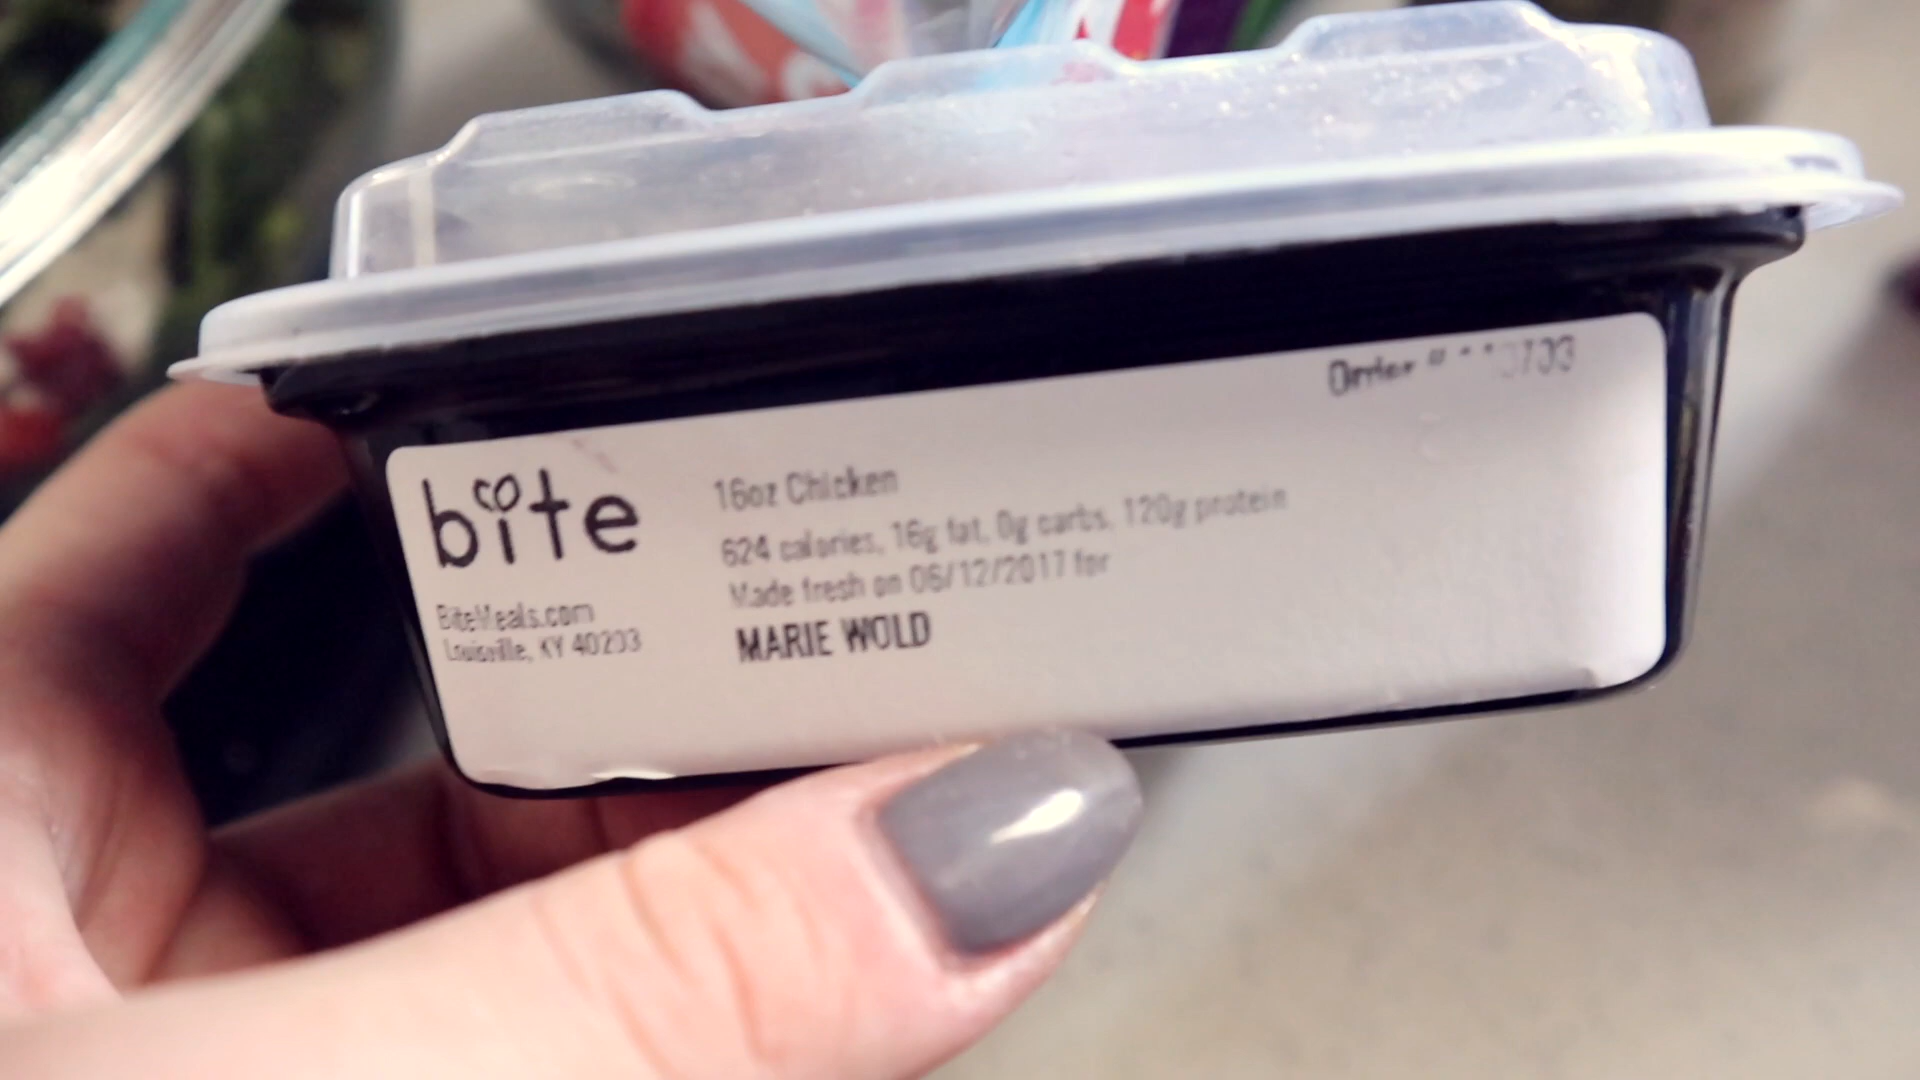 Order #
bite
16oz Chicken
624 calories, 16g fat, 0g carbs, 120g protein
Made fresh on 06/12/2017 for
MARIE WOLD
BiteMeals.com
Louisville, KY 40203